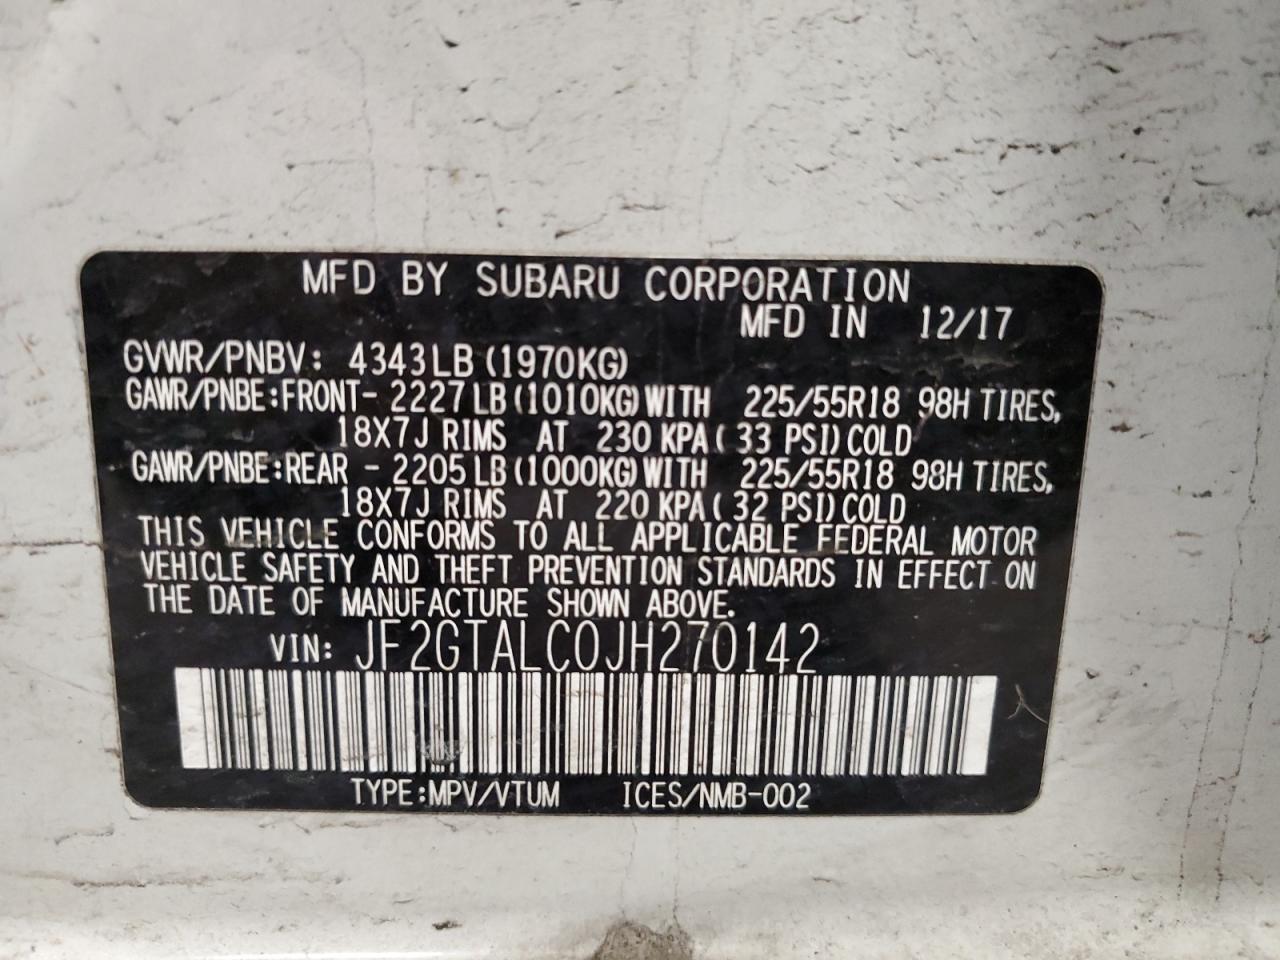 MFD BY SUBARU CORPORATION
MFD IN 12/17
GVWR/PNBV: 4343LB (1970KG)
GAWR/PNBE:FRONT- 2227LB (1010KG) WITH 225/55R18 98H TIRES,
18X7J RIMS AT 230 KPA( 33 PSI) COLD
GAWR/PNBE:REAR - 2205LB (1000KG) WITH 225/55R18 98H TIRES,
18X7J RIMS AT 220 KPA( 32 PSI) COLD
THIS VEHICLE CONFORMS TO ALL APPLICABLE FEDERAL MOTOR
VEHICLE SAFETY AND THEFT PREVENTION STANDARDS IN EFFECT ON
THE DATE OF MANUFACTURE SHOWN ABOVE.
VIN: JF2GTALC0JH270142
TYPE:MPV/VTUM ICES/NMB-002